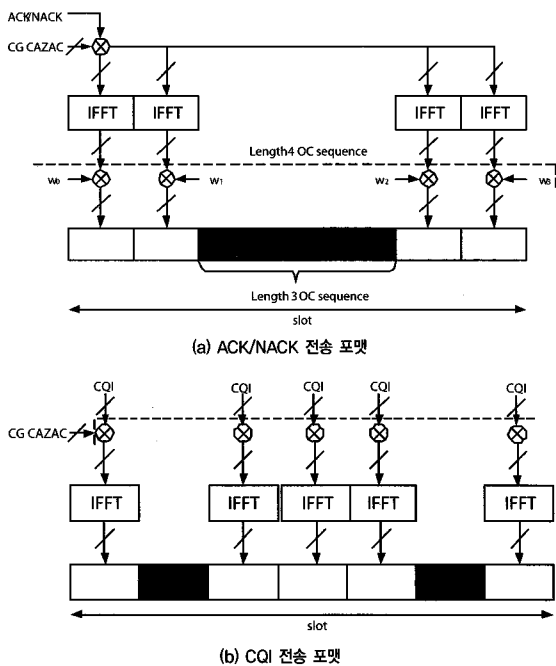 ACK/NACK
CG CAZAC
IFFT IFFT IFFT IFFT
Length4 OC sequence
w₀ w₁ w₂ w₃
Length 3 OC sequence
slot
(a) ACK/NACK 전송 포맷
CQI CQI CQI CQI CQI
CG CAZAC
IFFT IFFT IFFT IFFT IFFT
slot
(b) CQI 전송 포맷